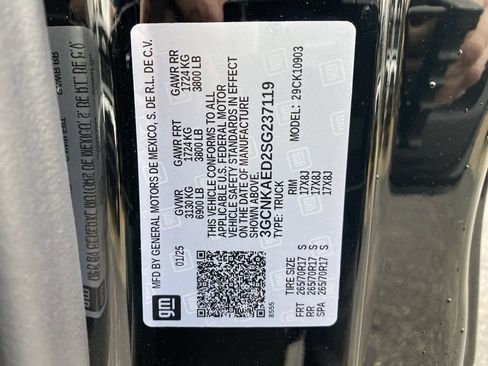 MFD BY GENERAL MOTORS DE MEXICO, S. DE R.L. DE C.V.
01/25 GVWR GAWR FRT GAWR RR
3130 KG 1724 KG 1724 KG
6900 LB 3800 LB 3800 LB
THIS VEHICLE CONFORMS TO ALL
APPLICABLE U.S. FEDERAL MOTOR
VEHICLE SAFETY STANDARDS IN EFFECT
ON THE DATE OF MANUFACTURE
SHOWN ABOVE.
3GCNKAED2SG237119
TYPE: TRUCK MODEL: 29CK10903
TIRE SIZE RIM
FRT 265/70R17 S 17X8J
RR 265/70R17 S 17X8J
SPA 265/70R17 S 17X8J
gm
8555